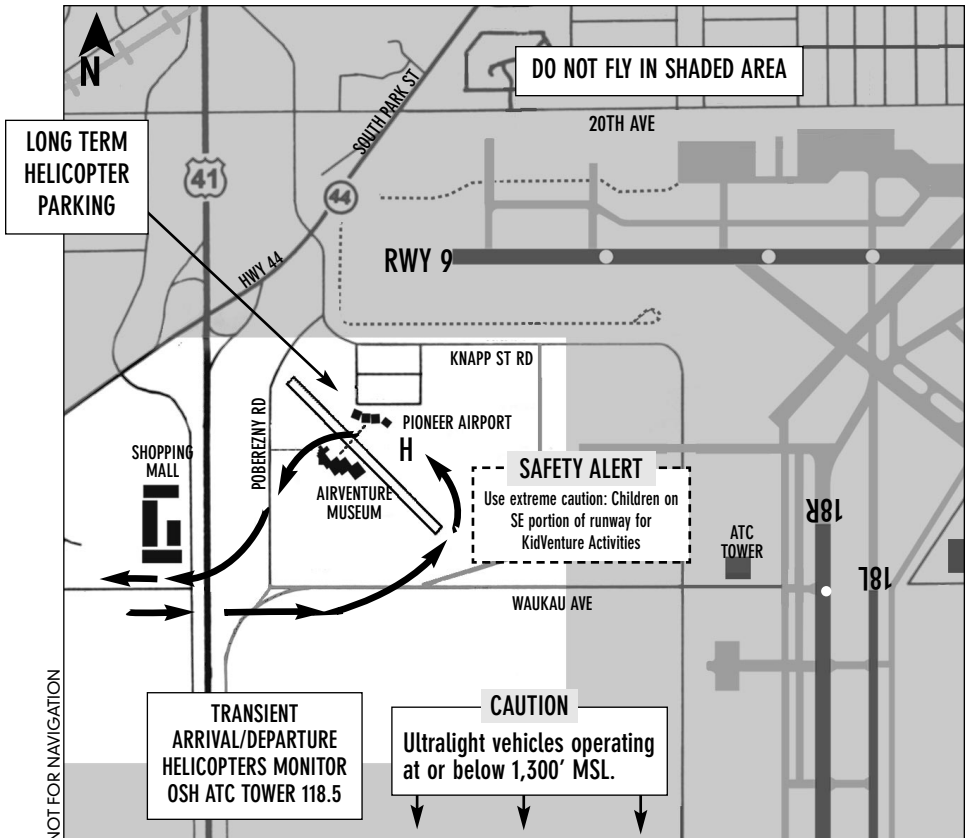 N
DO NOT FLY IN SHADED AREA
SOUTH PARK ST
20TH AVE
LONG TERM
HELICOPTER
PARKING
41
44
HWY 44
RWY 9
KNAPP ST RD
POBEREZNY RD
PIONEER AIRPORT
H
SHOPPING
MALL
AIRVENTURE
MUSEUM
SAFETY ALERT
Use extreme caution: Children on
SE portion of runway for
KidVenture Activities
18R
ATC
TOWER
18L
WAUKAU AVE
NOT FOR NAVIGATION
TRANSIENT
ARRIVAL/DEPARTURE
HELICOPTERS MONITOR
OSH ATC TOWER 118.5
CAUTION
Ultralight vehicles operating
at or below 1,300’ MSL.